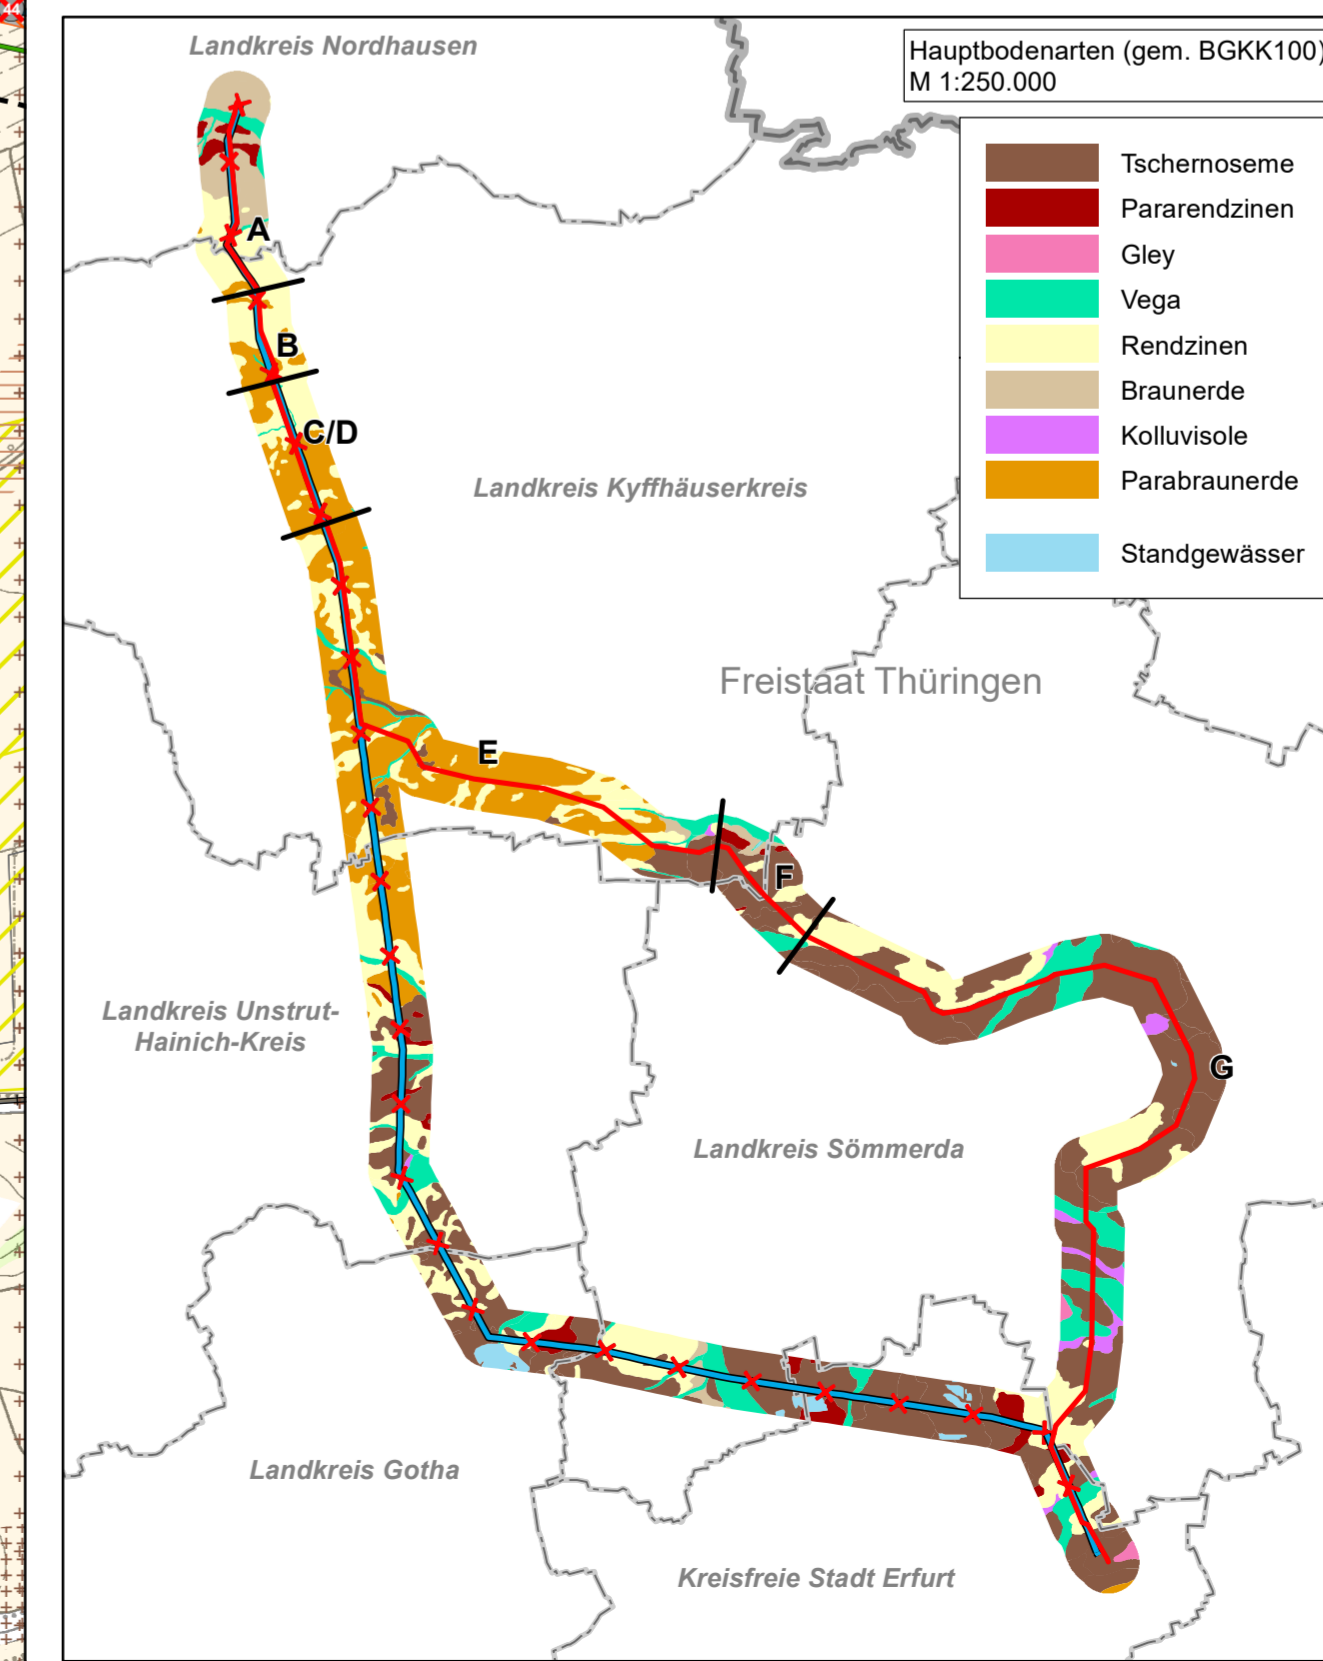 44
Landkreis Nordhausen
Hauptbodenarten (gem. BGKK100)
M 1:250.000
Tschernoseme
Pararendzinen
Gley
Vega
Rendzinen
Braunerde
Kolluvisole
Parabraunerde
Standgewässer
A
B
C/D
Landkreis Kyffhäuserkreis
Freistaat Thüringen
E
F
Landkreis Unstrut-
Hainich-Kreis
G
Landkreis Sömmerda
Landkreis Gotha
Kreisfreie Stadt Erfurt